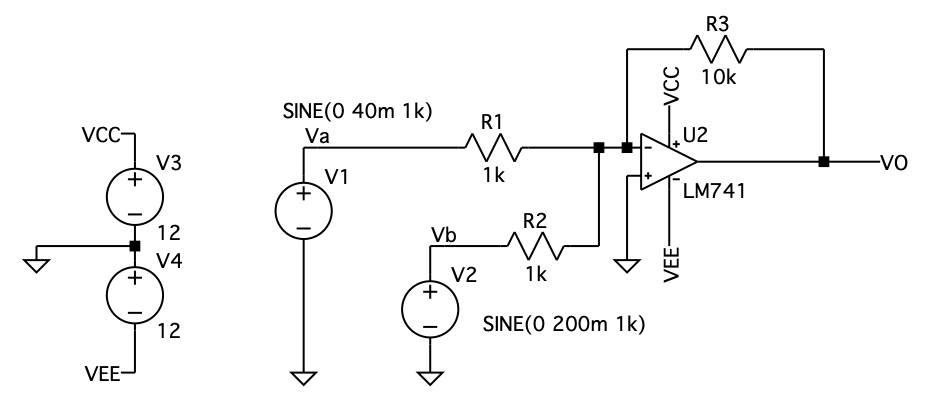 R3
10k
VCC
SINE(0 40m 1k)
Va
R1
1k
U2
LM741
VO
VCC
V3
12
V1
V4
12
VEE
Vb
R2
1k
V2
SINE(0 200m 1k)
VEE